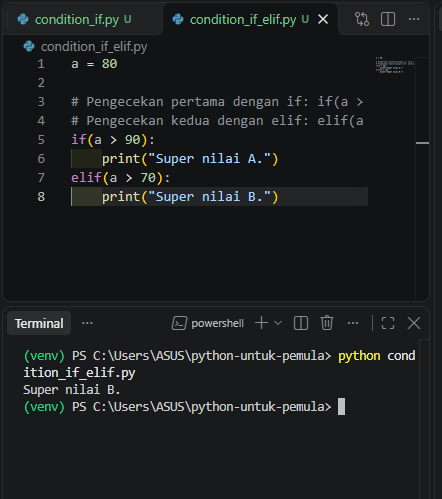 condition_if.py U
condition_if_elif.py U
condition_if_elif.py
1 a = 80
2
3 # Pengecekan pertama dengan if: if(a >
4 # Pengecekan kedua dengan elif: elif(a
5 if(a > 90):
6     print("Super nilai A.")
7 elif(a > 70):
8     print("Super nilai B.")
Terminal
powershell
(venv) PS C:\Users\ASUS\python-untuk-pemula> python cond
ition_if_elif.py
Super nilai B.
(venv) PS C:\Users\ASUS\python-untuk-pemula>